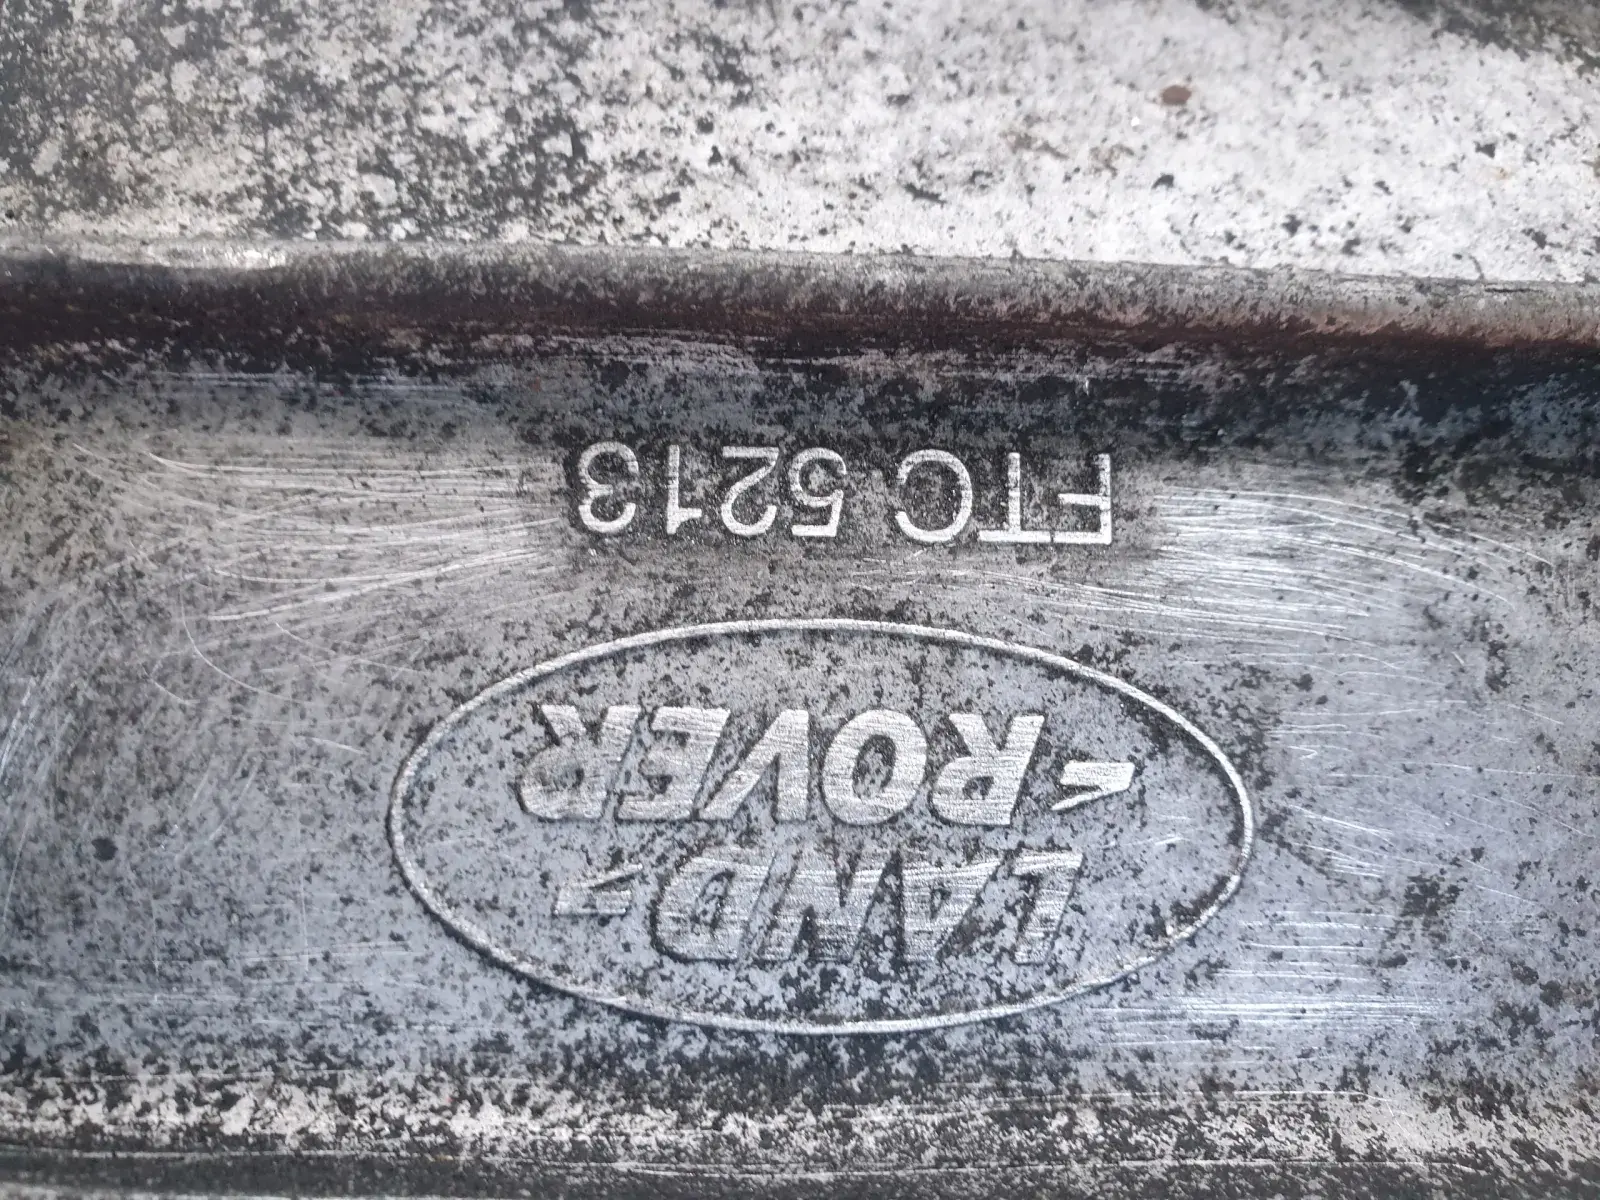 LAND
ROVER
FTC 5213